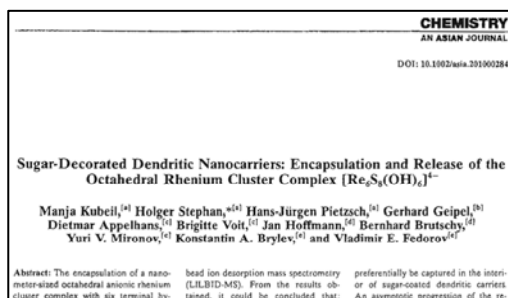 CHEMISTRY
AN ASIAN JOURNAL
DOI: 10.1002/asia.201000284
Sugar-Decorated Dendritic Nanocarriers: Encapsulation and Release of the
Octahedral Rhenium Cluster Complex [Re₆S₈(OH)₆]⁴⁻
Manja Kubeil,[a] Holger Stephan,*[a] Hans-Jürgen Pietzsch,[a] Gerhard Geipel,[b]
Dietmar Appelhans,[c] Brigitte Voit,[c] Jan Hoffmann,[d] Bernhard Brutschy,[d]
Yuri V. Mironov,[e] Konstantin A. Brylev,[e] and Vladimir E. Fedorov[e]
Abstract: The encapsulation of a nano-
meter-sized octahedral anionic rhenium
cluster complex with six terminal hy-
bead ion desorption mass spectrometry
(LILBID-MS). From the results ob-
tained, it could be concluded that:
preferentially be captured in the interi-
or of sugar-coated dendritic carriers.
An asymptotic progression of the re-